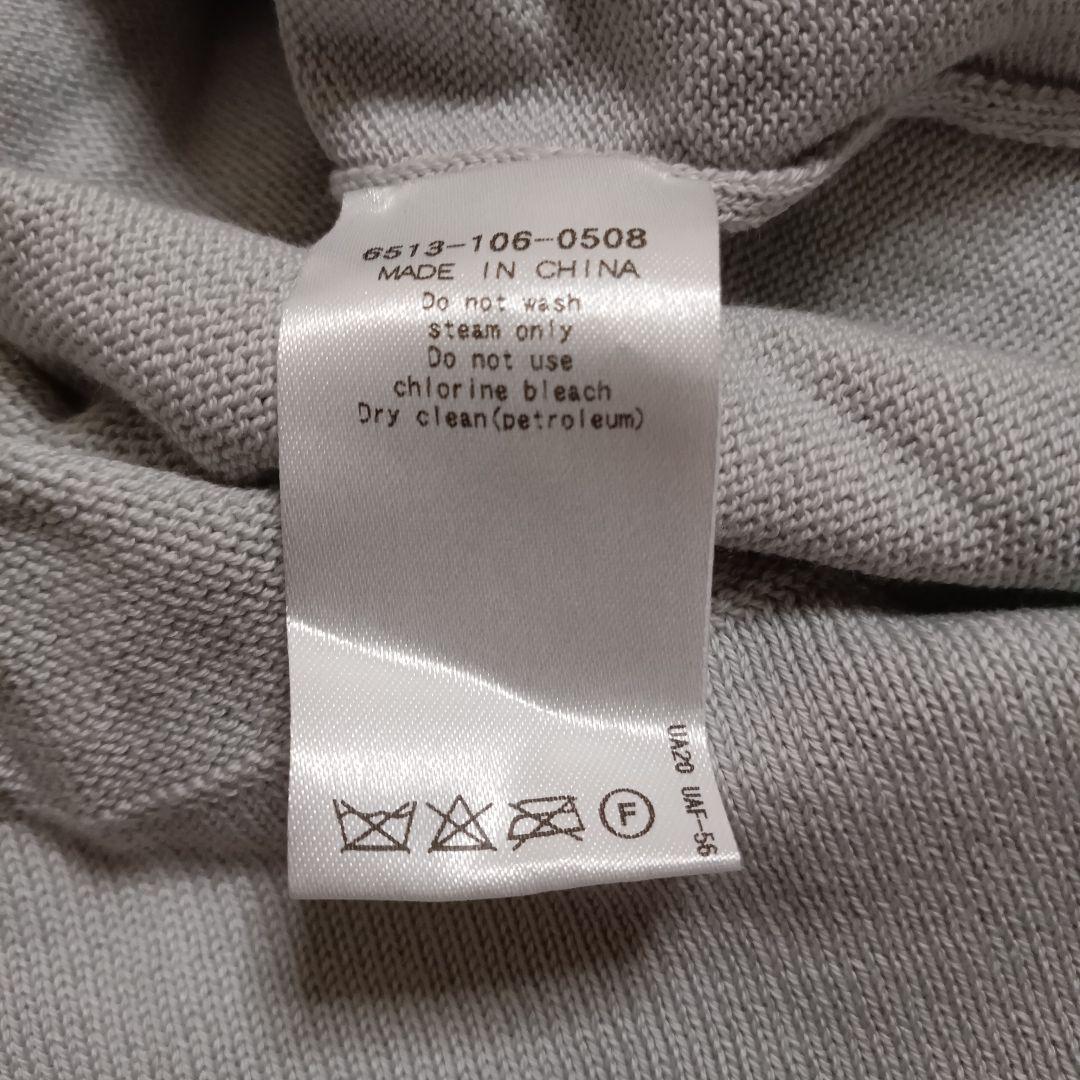 6513-106-0508
MADE IN CHINA
Do not wash
steam only
Do not use
chlorine bleach
Dry clean(petroleum)
F
UA20 UAF-56